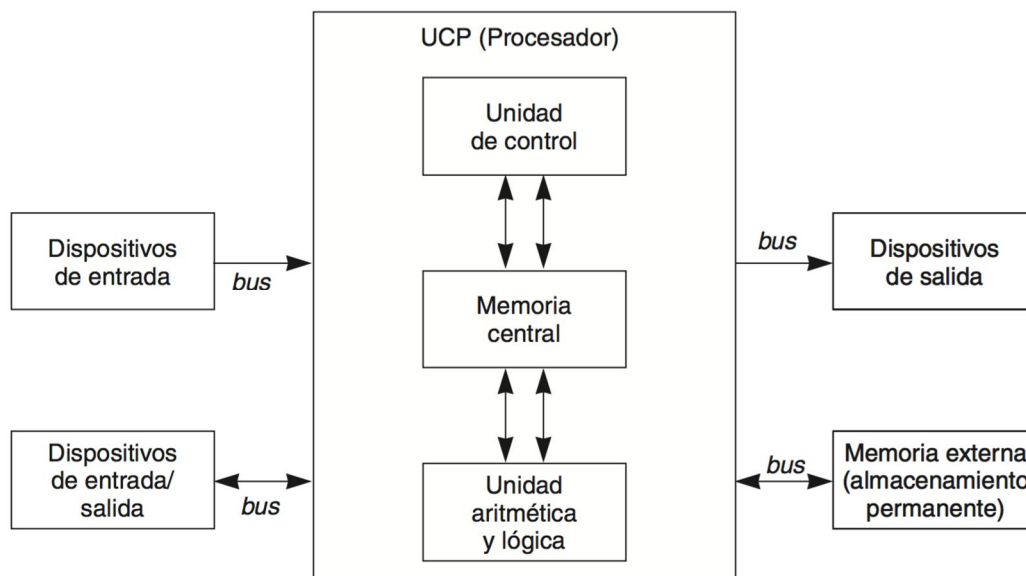 UCP (Procesador)
Unidad
de control
Dispositivos
de entrada
bus
bus
Dispositivos
de salida
Memoria
central
Dispositivos
de entrada/
salida
bus
Unidad
aritmética
y lógica
bus
Memoria externa
(almacenamiento
permanente)